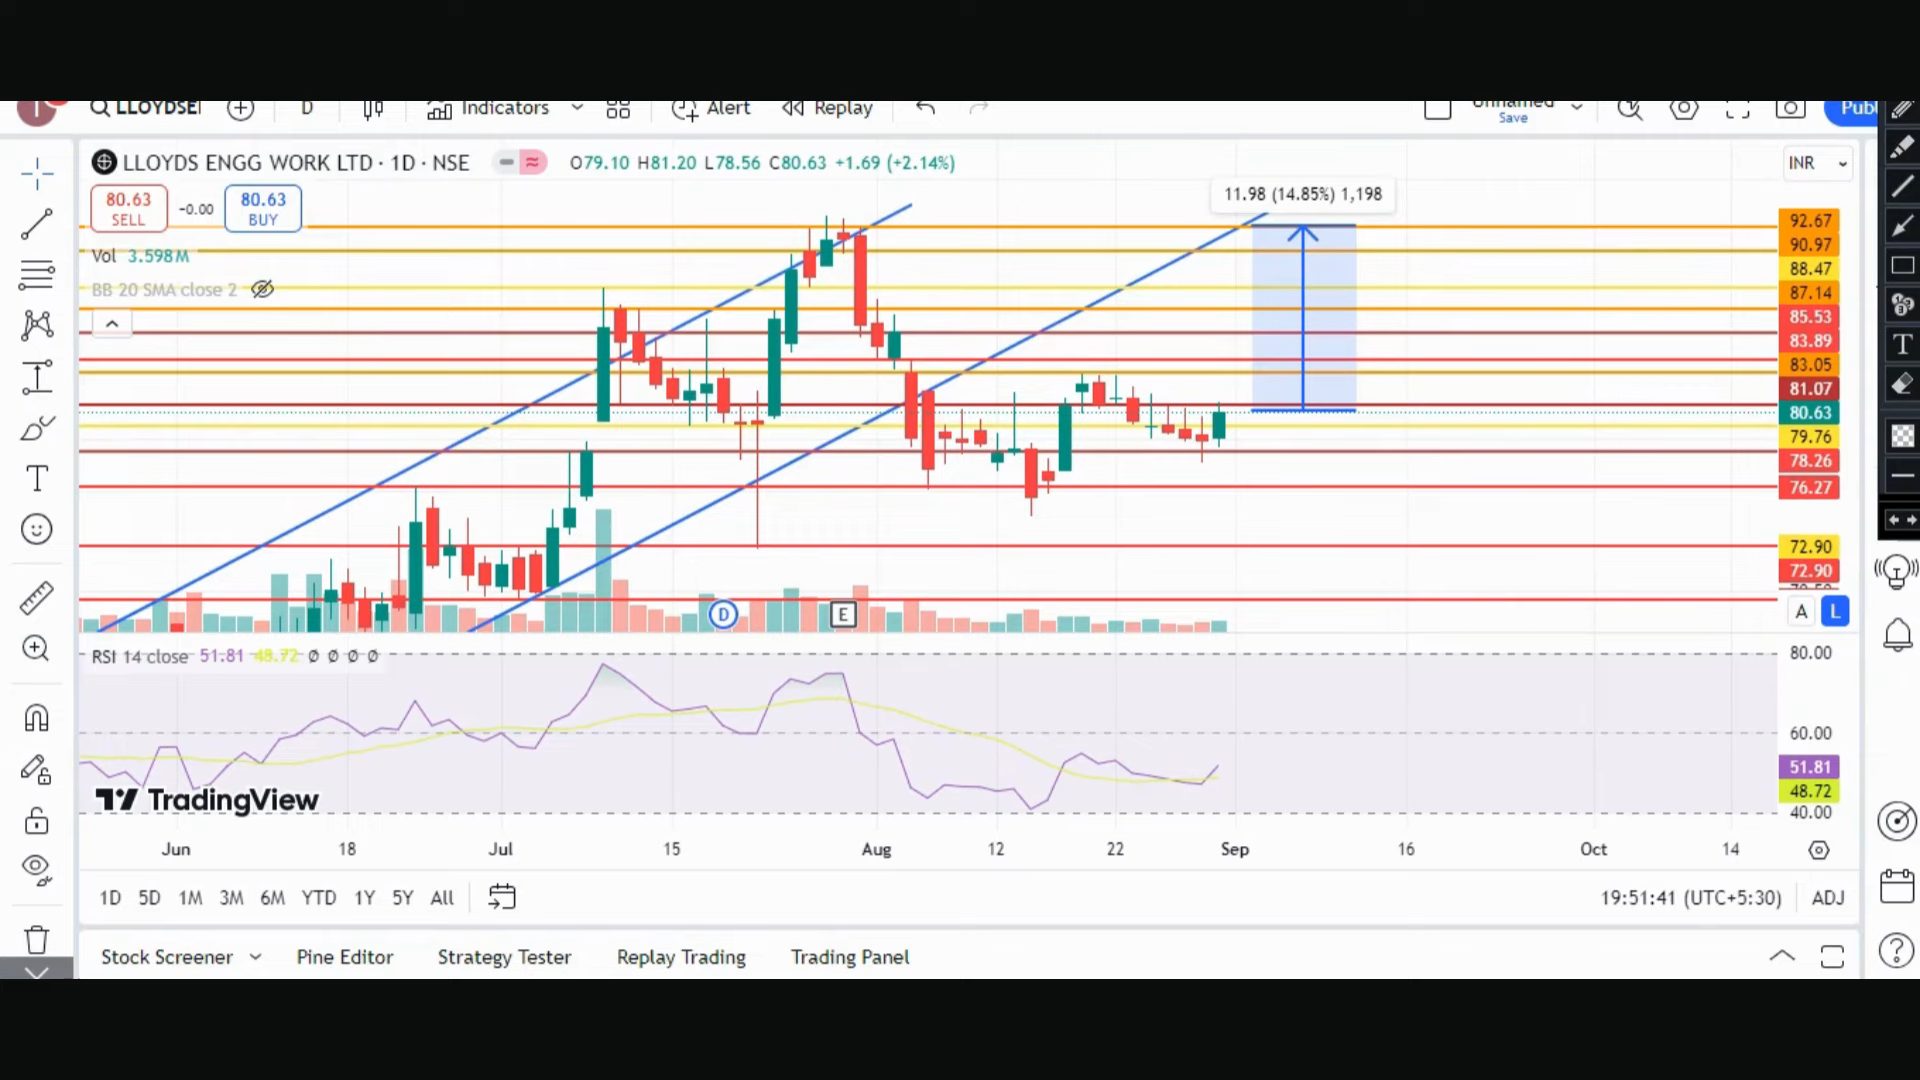 LLOYDSE
D
Indicators
Alert
Replay
Unnamed
Save
LLOYDS ENGG WORK LTD · 1D · NSE
O79.10 H81.20 L78.56 C80.63 +1.69 (+2.14%)
INR
80.63
SELL
-0.00
80.63
BUY
11.98 (14.85%) 1,198
Vol 3.598M
BB 20 SMA close 2
92.67
90.97
88.47
87.14
85.53
83.89
83.05
81.07
80.63
79.76
78.26
76.27
72.90
72.90
D
E
A
L
RSI 14 close 51.81 48.72 ∅ ∅ ∅ ∅
80.00
60.00
51.81
48.72
40.00
TradingView
Jun 18 Jul 15 Aug 12 22 Sep 16 Oct 14
1D 5D 1M 3M 6M YTD 1Y 5Y All
19:51:41 (UTC+5:30)
ADJ
Stock Screener
Pine Editor
Strategy Tester
Replay Trading
Trading Panel